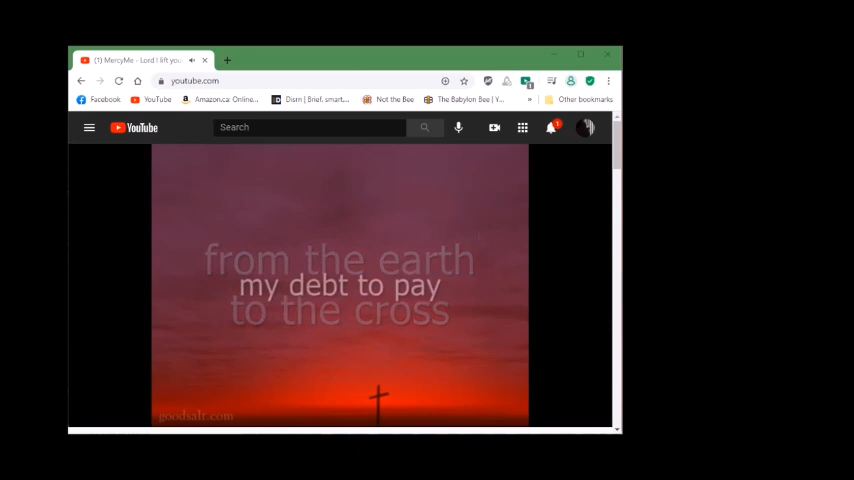 (1) MercyMe - Lord I lift you
youtube.com
Facebook YouTube Amazon.ca: Online... Dism | Brief, smart,... Not the Bee The Babylon Bee | Y... » Other bookmarks
YouTube Search 1
from the earth
my debt to pay
to the cross
goodsalt.com